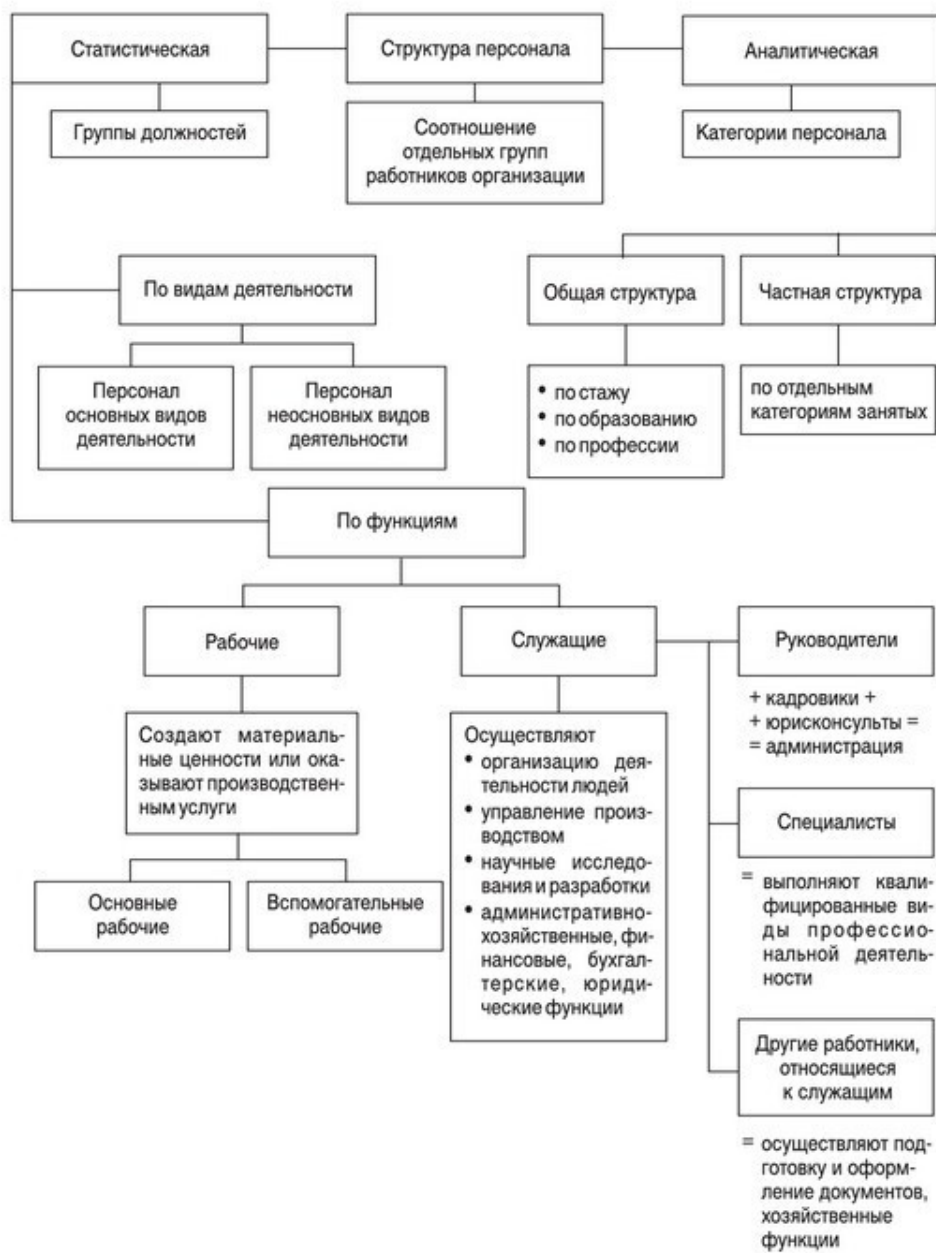 Статистическая
Структура персонала
Аналитическая
Группы должностей
Соотношение
отдельных групп
работников организации
Категории персонала
По видам деятельности
Общая структура
Частная структура
Персонал
основных видов
деятельности
Персонал
неосновных видов
деятельности
• по стажу
• по образованию
• по профессии
по отдельным
категориям занятых
По функциям
Рабочие
Служащие
Руководители
+ кадровики +
+ юрисконсульты =
= администрация
Создают материаль-
ные ценности или ока-
зывают производствен-
ным услуги
Осуществляют
• организацию дея-
тельности людей
• управление произ-
водством
• научные исследо-
вания и разработки
• административно-
хозяйственные, фи-
нансовые, бухгал-
терские, юриди-
ческие функции
Основные
рабочие
Вспомогательные
рабочие
Специалисты
= выполняют квали-
фицированные ви-
ды профессио-
нальной деятель-
ности
Другие работники,
относящиеся
к служащим
= осуществляют под-
готовку и оформ-
ление документов,
хозяйственные
функции